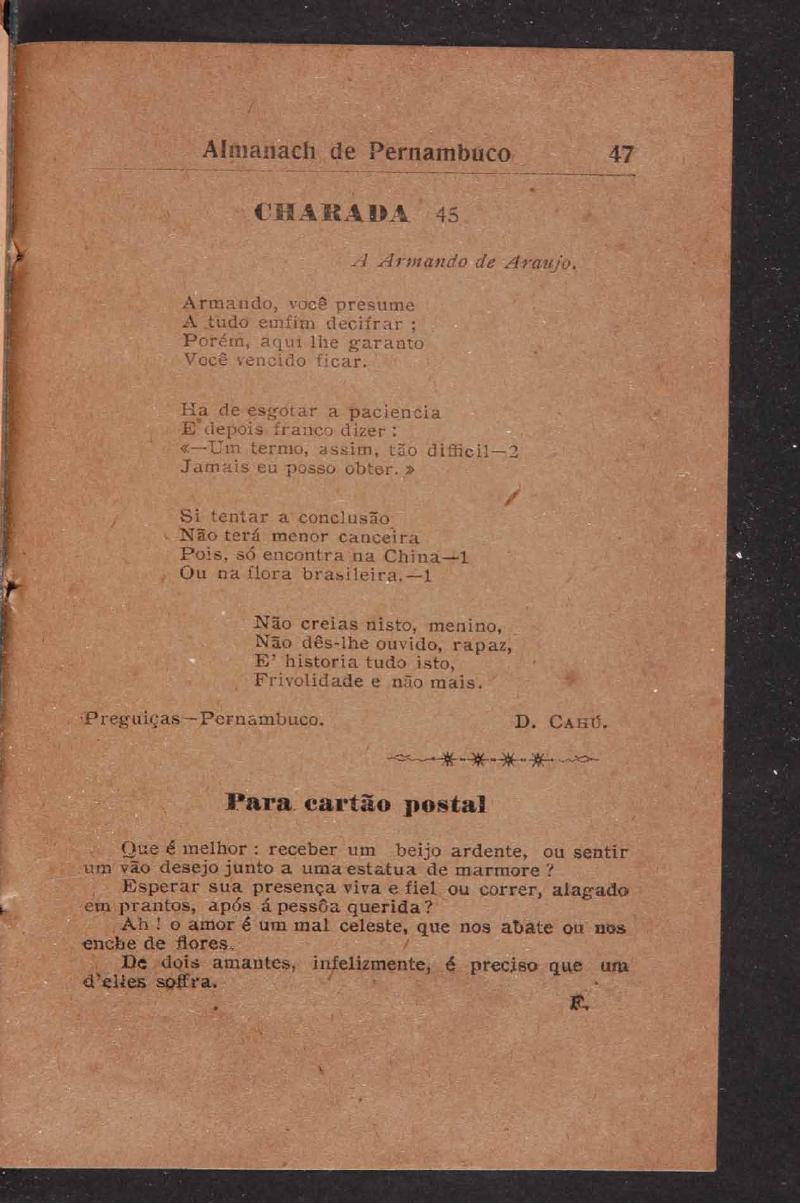 Almanach de Pernambuco 47
CHARADA 45
A Armando de Araujo.
Armando, você presume
A tudo emfim decifrar ;
Porém, aqui lhe garanto
Você vencido ficar.
Ha de esgotar a paciencia
E depois franco dizer :
«—Um termo, assim, tão difficil—2
Jamais eu posso obter. »
Si tentar a conclusão
Não terá menor canceira
Pois, só encontra na China—1
Ou na flora brasileira.—1
Não creias nisto, menino,
Não dês-lhe ouvido, rapaz,
E' historia tudo isto,
Frivolidade e não mais.
Preguiças—Pernambuco. D. CAHÚ.
Para cartão postal
Que é melhor : receber um beijo ardente, ou sentir
um vão desejo junto a uma estatua de marmore ?
Esperar sua presença viva e fiel ou correr, alagado
em prantos, após á pessôa querida?
Ah ! o amor é um mal celeste, que nos abate ou nos
enche de flores.
De dois amantes, infelizmente, é preciso que um
d'elles soffra.
F.